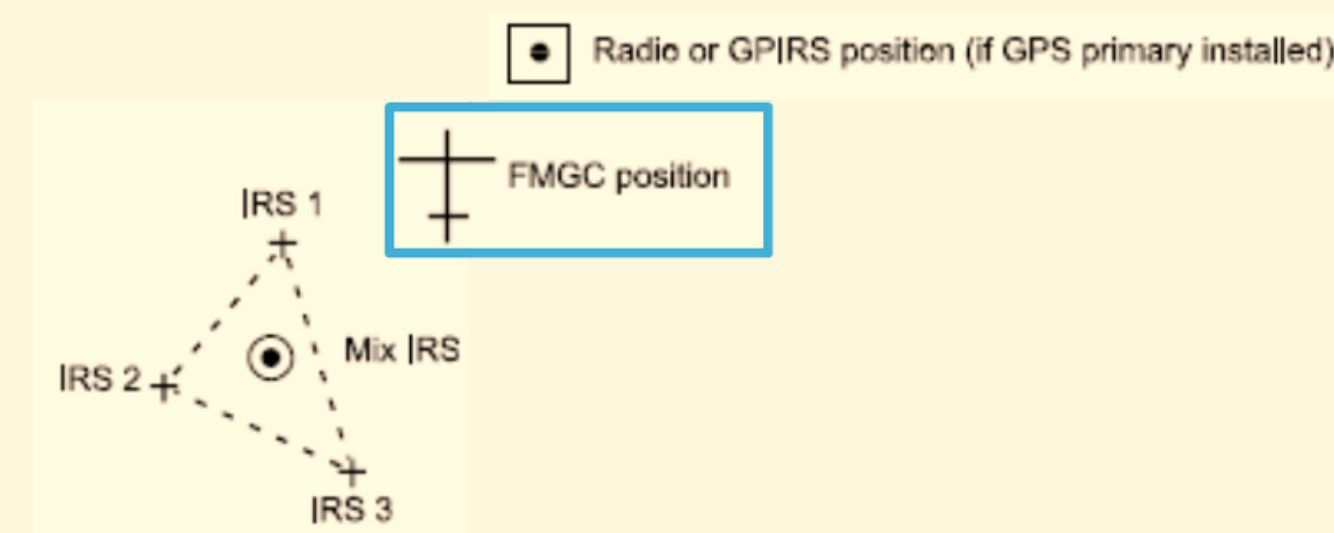 Radio or GPIRS position (if GPS primary installed)
FMGC position
IRS 1
Mix IRS
IRS 2
IRS 3